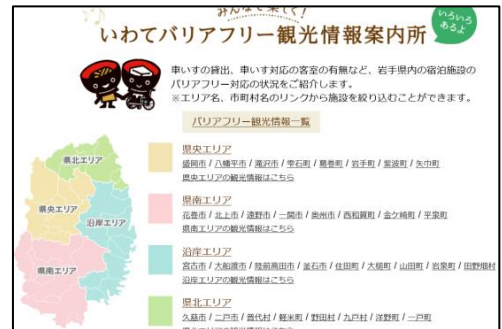 みんなで楽しく!
いろいろ
あるよ
いわてバリアフリー観光情報案内所
車いすの貸出、車いす対応の客室の有無など、岩手県内の宿泊施設の
バリアフリー対応の状況をご紹介します。
※エリア名、市町村名のリンクから施設を絞り込むことができます。
バリアフリー観光情報一覧
県北エリア
県央エリア
沿岸エリア
県南エリア
県央エリア
盛岡市 / 八幡平市 / 滝沢市 / 雫石町 / 葛巻町 / 岩手町 / 紫波町 / 矢巾町
県央エリアの観光情報はこちら
県南エリア
花巻市 / 北上市 / 遠野市 / 一関市 / 奥州市 / 西和賀町 / 金ケ崎町 / 平泉町
県南エリアの観光情報はこちら
沿岸エリア
宮古市 / 大船渡市 / 陸前高田市 / 釜石市 / 住田町 / 大槌町 / 山田町 / 岩泉町 / 田野畑村
沿岸エリアの観光情報はこちら
県北エリア
久慈市 / 二戸市 / 普代村 / 軽米町 / 野田村 / 九戸村 / 洋野町 / 一戸町